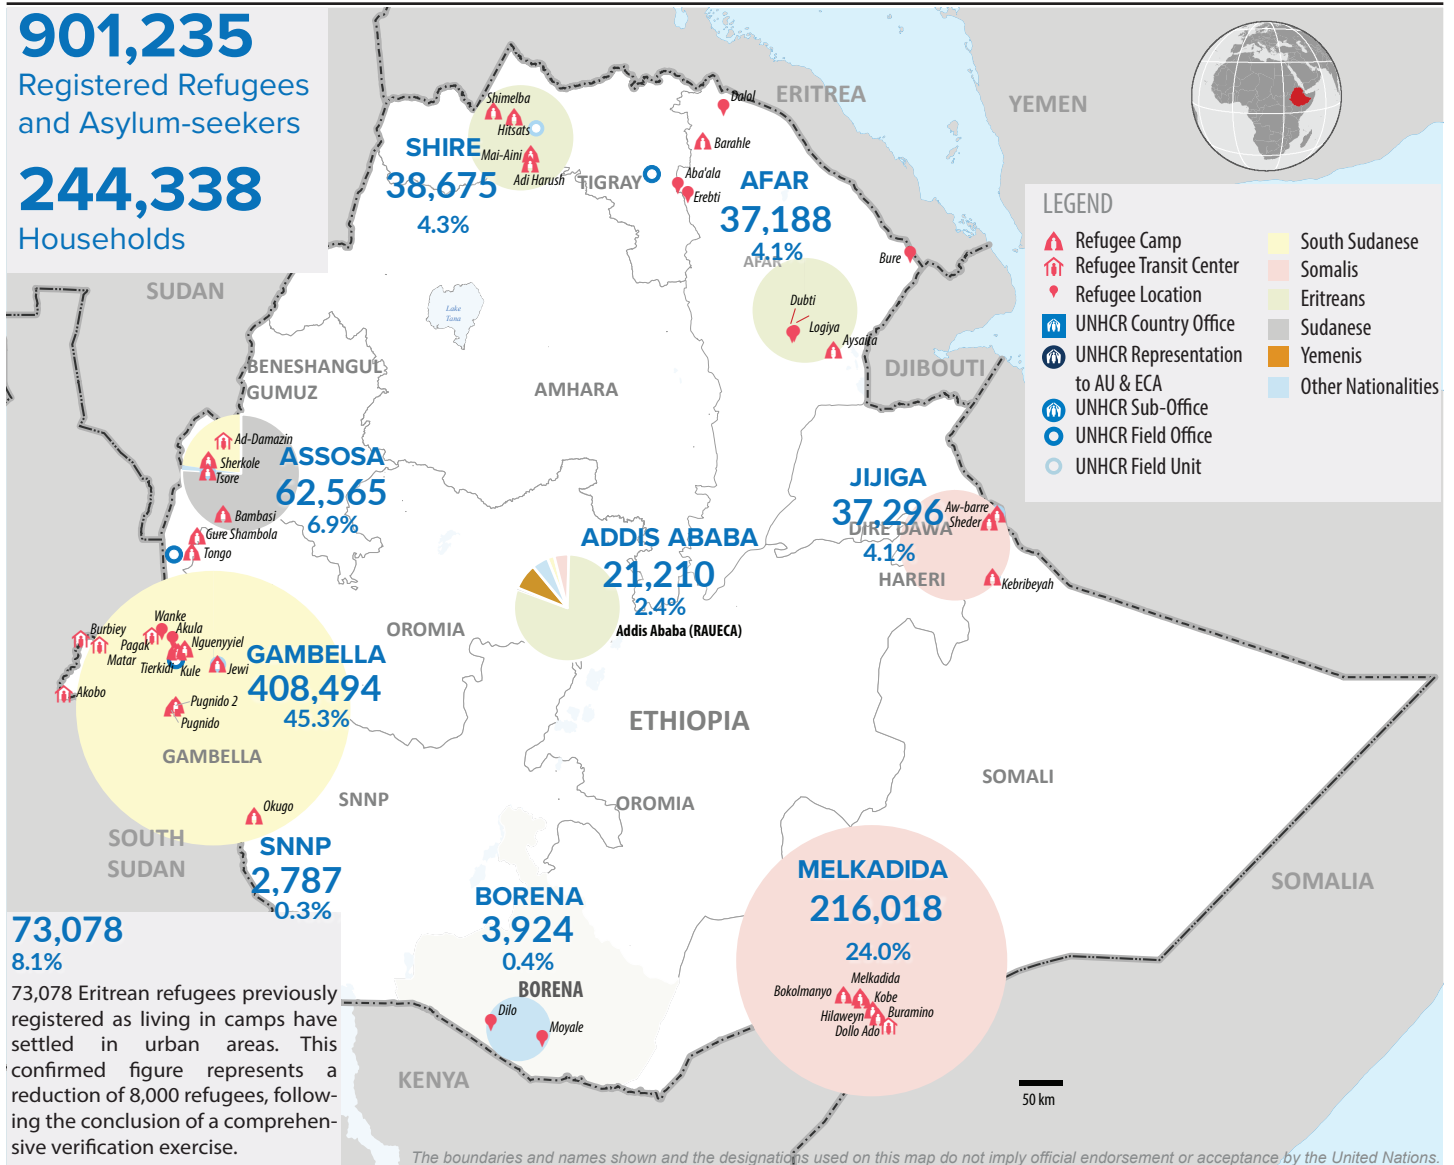 901,235
Registered Refugees
and Asylum-seekers
244,338
Households
ERITREA
YEMEN
SUDAN
DJIBOUTI
SOUTH
SUDAN
KENYA
SOMALIA
ETHIOPIA
Shimelba
Hitsats
Mai-Aini
Adi Harush
SHIRE
38,675
4.3%
TIGRAY
Dalol
Barahle
Aba'ala
Erebti
AFAR
37,188
4.1%
AFAR
Bure
Dubti
Logiya
Aysaita
Lake
Tana
BENESHANGUL
GUMUZ
AMHARA
Ad-Damazin
Sherkole
Tsore
Bambasi
Gure Shambola
Tongo
ASSOSA
62,565
6.9%
JIJIGA
37,296
4.1%
DIRE DAWA
HARERI
Aw-barre
Sheder
Kebribeyah
ADDIS ABABA
21,210
2.4%
Addis Ababa (RAUECA)
OROMIA
Wanke
Burbiey
Akula
Pagak
Nguenyyiel
Matar
Tierkidi
Kule
Jewi
Akobo
Pugnido 2
Pugnido
GAMBELLA
408,494
45.3%
GAMBELLA
Okugo
SNNP
SNNP
2,787
0.3%
OROMIA
SOMALI
BORENA
3,924
0.4%
BORENA
Dilo
Moyale
MELKADIDA
216,018
24.0%
Melkadida
Bokolmanyo
Kobe
Hilaweyn
Buramino
Dollo Ado
LEGEND
Refugee Camp
Refugee Transit Center
Refugee Location
UNHCR Country Office
UNHCR Representation
to AU & ECA
UNHCR Sub-Office
UNHCR Field Office
UNHCR Field Unit
South Sudanese
Somalis
Eritreans
Sudanese
Yemenis
Other Nationalities
73,078
8.1%
73,078 Eritrean refugees previously
registered as living in camps have
settled in urban areas. This
confirmed figure represents a
reduction of 8,000 refugees, follow-
ing the conclusion of a comprehen-
sive verification exercise.
50 km
The boundaries and names shown and the designations used on this map do not imply official endorsement or acceptance by the United Nations.